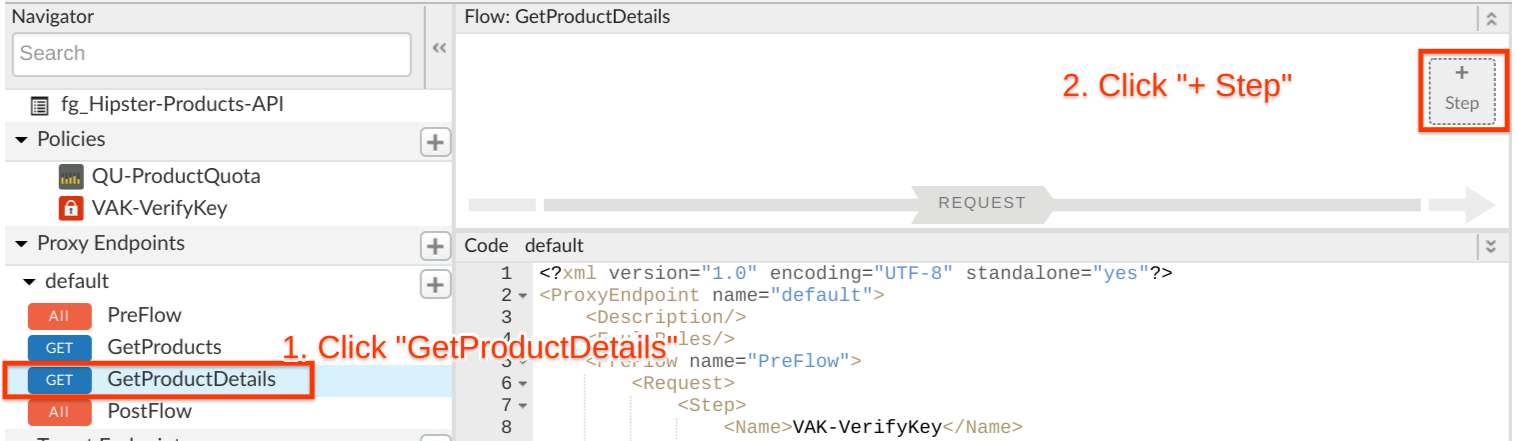 Navigator
Search
fg_Hipster-Products-API
Policies
QU-ProductQuota
VAK-VerifyKey
Proxy Endpoints
default
All PreFlow
GET GetProducts
1. Click "GetProductDetails"
GET GetProductDetails
All PostFlow
Flow: GetProductDetails
2. Click "+ Step"
+
Step
REQUEST
Code default
1 <?xml version="1.0" encoding="UTF-8" standalone="yes"?>
2 <ProxyEndpoint name="default">
3 <Description/>
4
5 <PreFlow name="PreFlow">
6 <Request>
7 <Step>
8 <Name>VAK-VerifyKey</Name>